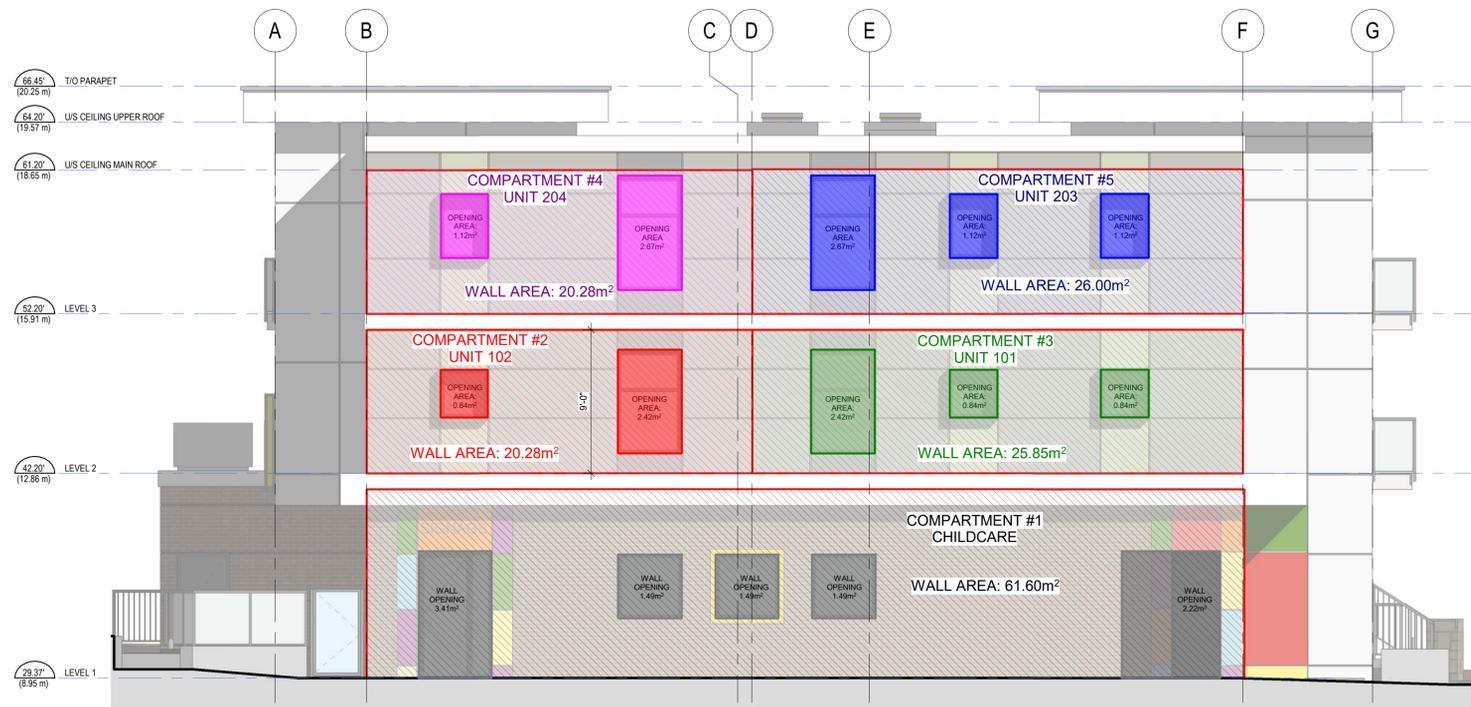 A
B
C
D
E
F
G
66.45'
(20.25 m)
T/O PARAPET
64.20'
(19.57 m)
U/S CEILING UPPER ROOF
61.20'
(18.65 m)
U/S CEILING MAIN ROOF
COMPARTMENT #4
UNIT 204
OPENING
AREA:
1.12m²
OPENING
AREA
2.67m²
WALL AREA: 20.28m²
COMPARTMENT #5
UNIT 203
OPENING
AREA
2.67m²
OPENING
AREA:
1.12m²
OPENING
AREA:
1.12m²
WALL AREA: 26.00m²
52.20'
(15.91 m)
LEVEL 3
COMPARTMENT #2
UNIT 102
OPENING
AREA:
0.84m²
9'-0"
OPENING
AREA:
2.42m²
WALL AREA: 20.28m²
COMPARTMENT #3
UNIT 101
OPENING
AREA:
2.42m²
OPENING
AREA:
0.84m²
OPENING
AREA:
0.84m²
WALL AREA: 25.85m²
42.20'
(12.86 m)
LEVEL 2
COMPARTMENT #1
CHILDCARE
WALL
OPENING
3.41m²
WALL
OPENING
1.49m²
WALL
OPENING
1.49m²
WALL
OPENING
1.49m²
WALL AREA: 61.60m²
WALL
OPENING
2.22m²
29.37'
(8.95 m)
LEVEL 1